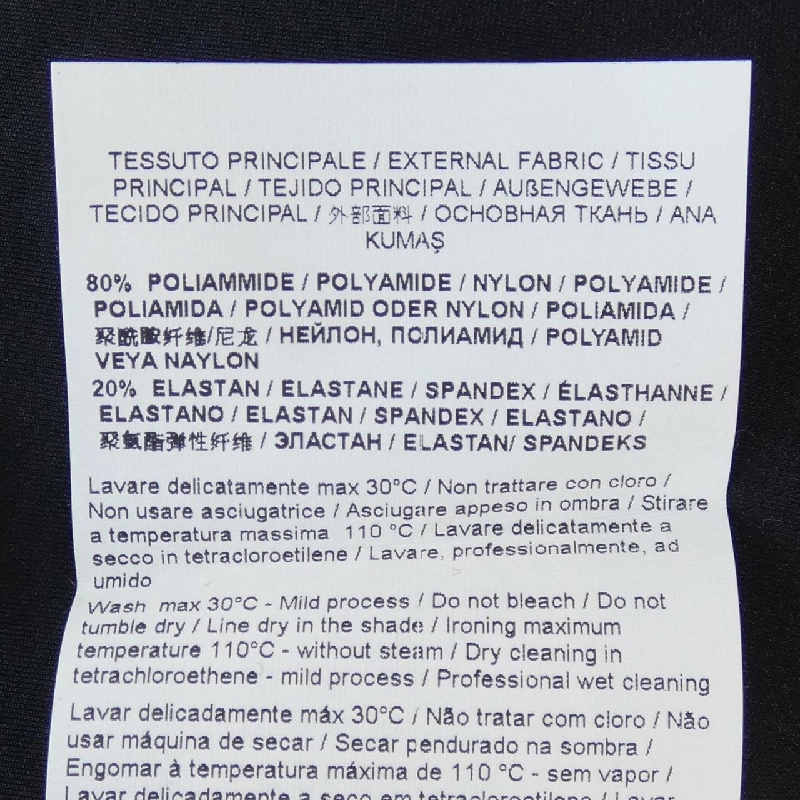 TESSUTO PRINCIPALE / EXTERNAL FABRIC / TISSU
PRINCIPAL / TEJIDO PRINCIPAL / AUßENGEWEBE /
TECIDO PRINCIPAL / 外部面料 / ОСНОВНАЯ ТКАНЬ / ANA
KUMAŞ
80% POLIAMMIDE / POLYAMIDE / NYLON / POLYAMIDE /
POLIAMIDA / POLYAMID ODER NYLON / POLIAMIDA /
聚酰胺纤维/尼龙 / НЕЙЛОН, ПОЛИАМИД / POLYAMID
VEYA NAYLON
20% ELASTAN / ELASTANE / SPANDEX / ÉLASTHANNE /
ELASTANO / ELASTAN / SPANDEX / ELASTANO /
聚氨酯弹性纤维 / ЭЛАСТАН / ELASTAN/ SPANDEKS
Lavare delicatamente max 30°C / Non trattare con cloro /
Non usare asciugatrice / Asciugare appeso in ombra / Stirare
a temperatura massima 110 °C / Lavare delicatamente a
secco in tetracloroetilene / Lavare, professionalmente, ad
umido
Wash max 30°C - Mild process / Do not bleach / Do not
tumble dry / Line dry in the shade / Ironing maximum
temperature 110°C - without steam / Dry cleaning in
tetrachloroethene - mild process / Professional wet cleaning
Lavar delicadamente máx 30°C / Não tratar com cloro / Não
usar máquina de secar / Secar pendurado na sombra /
Engomar à temperatura máxima de 110 °C - sem vapor /
Lavar delicadamente a seco em tetracloroetileno / Lavar